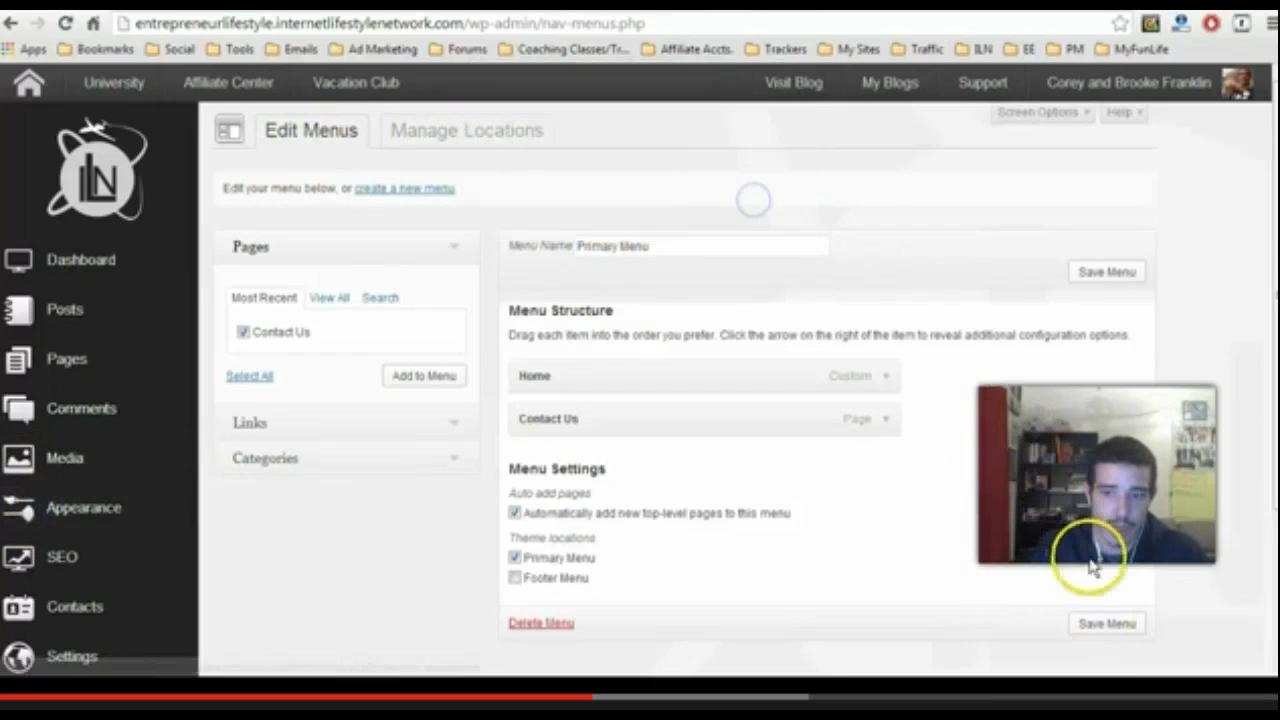 entrepreneurlifestyle.internetlifestylenetwork.com/wp-admin/nav-menus.php
Apps Bookmarks Social Tools Emails Ad Marketing Forums Coaching Classes/Tr... Affiliate Accts. Trackers My Sites Traffic ILN EE PM MyFunLife
University Affiliate Center Vacation Club Visit Blog My Blogs Support Corey and Brooke Franklin
Screen Options Help
Edit Menus Manage Locations
ILN
Edit your menu below, or create a new menu
Pages
Menu Name Primary Menu
Save Menu
Dashboard
Most Recent View All Search
Posts
Menu Structure
Contact Us
Drag each item into the order you prefer. Click the arrow on the right of the item to reveal additional configuration options.
Pages
Select All Add to Menu
Home Custom
Comments
Links
Contact Us Page
Media
Categories
Menu Settings
Auto add pages
Appearance
Automatically add new top-level pages to this menu
Theme locations
SEO
Primary Menu
Footer Menu
Contacts
Delete Menu Save Menu
Settings